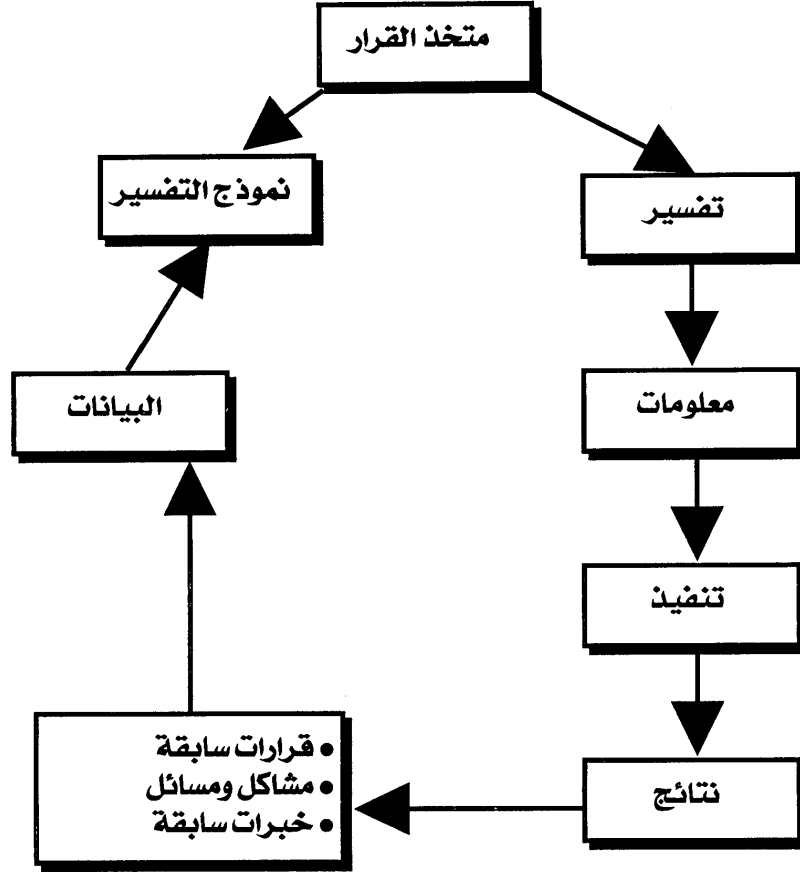 متخذ القرار
نموذج التفسير
تفسير
البيانات
معلومات
تنفيذ
نتائج
• قرارات سابقة
• مشاكل ومسائل
• خبرات سابقة